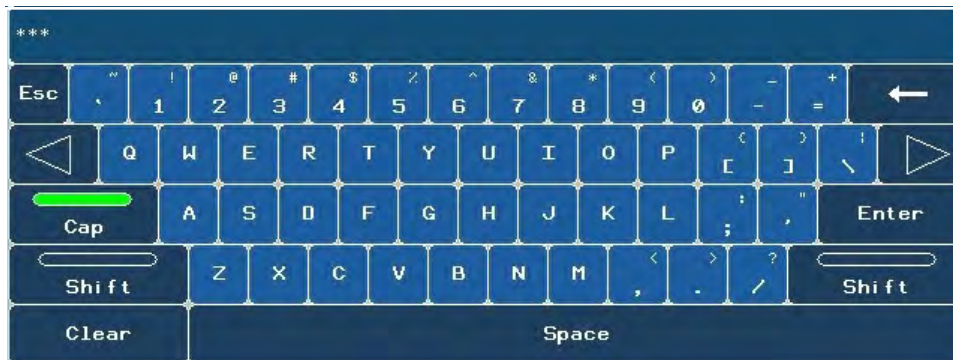 ***
Esc ~ ` ! 1 @ 2 # 3 $ 4 % 5 ^ 6 & 7 * 8 ( 9 ) 0 _ - + = ←
Q W E R T Y U I O P { [ } ] | \
Cap A S D F G H J K L : ; " ' Enter
Shift Z X C V B N M < , > . ? / Shift
Clear Space